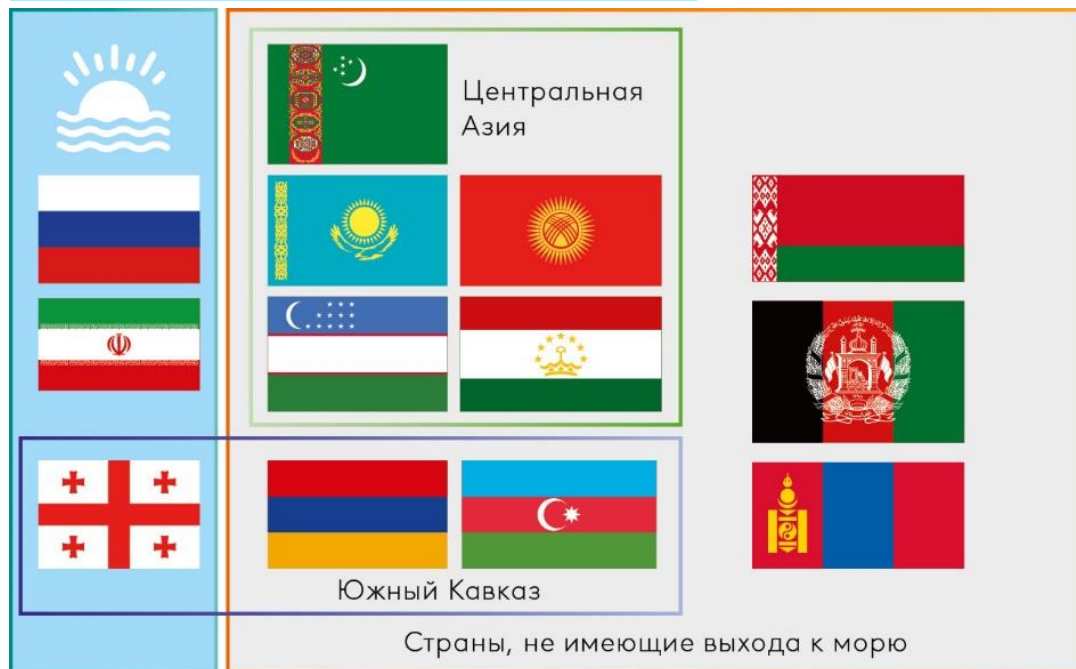 Центральная
Азия
Южный Кавказ
Страны, не имеющие выхода к морю